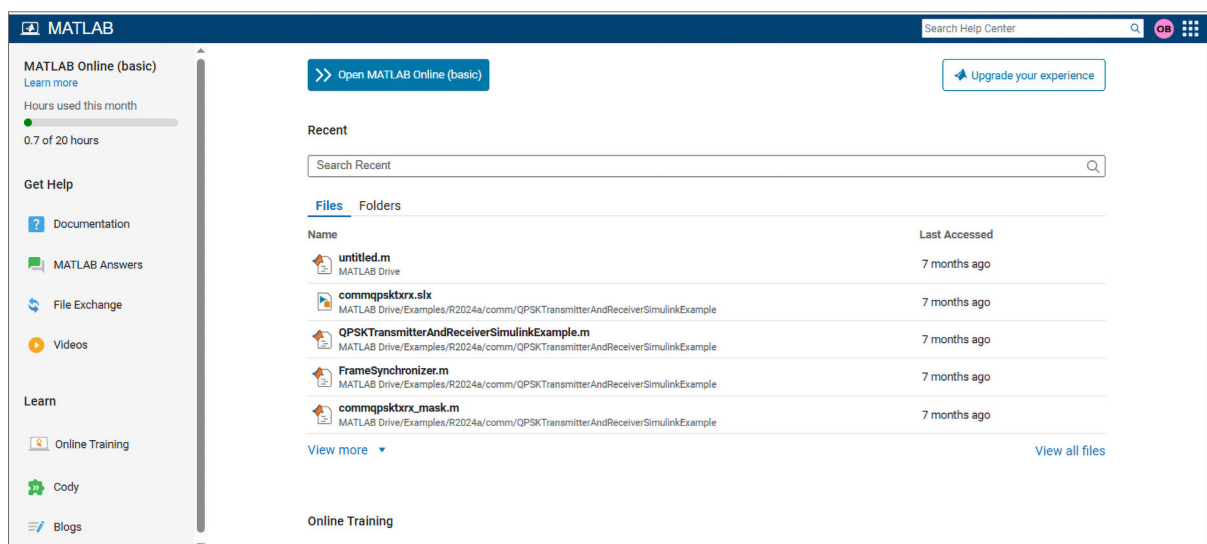 MATLAB
Search Help Center
OB
MATLAB Online (basic)
Learn more
Hours used this month
0.7 of 20 hours
Get Help
Documentation
MATLAB Answers
File Exchange
Videos
Learn
Online Training
Cody
Blogs
Open MATLAB Online (basic)
Upgrade your experience
Recent
Search Recent
Files Folders
Name Last Accessed
untitled.m
MATLAB Drive
7 months ago
commqpsktxrx.slx
MATLAB Drive/Examples/R2024a/comm/QPSKTransmitterAndReceiverSimulinkExample
7 months ago
QPSKTransmitterAndReceiverSimulinkExample.m
MATLAB Drive/Examples/R2024a/comm/QPSKTransmitterAndReceiverSimulinkExample
7 months ago
FrameSynchronizer.m
MATLAB Drive/Examples/R2024a/comm/QPSKTransmitterAndReceiverSimulinkExample
7 months ago
commqpsktxrx_mask.m
MATLAB Drive/Examples/R2024a/comm/QPSKTransmitterAndReceiverSimulinkExample
7 months ago
View more View all files
Online Training